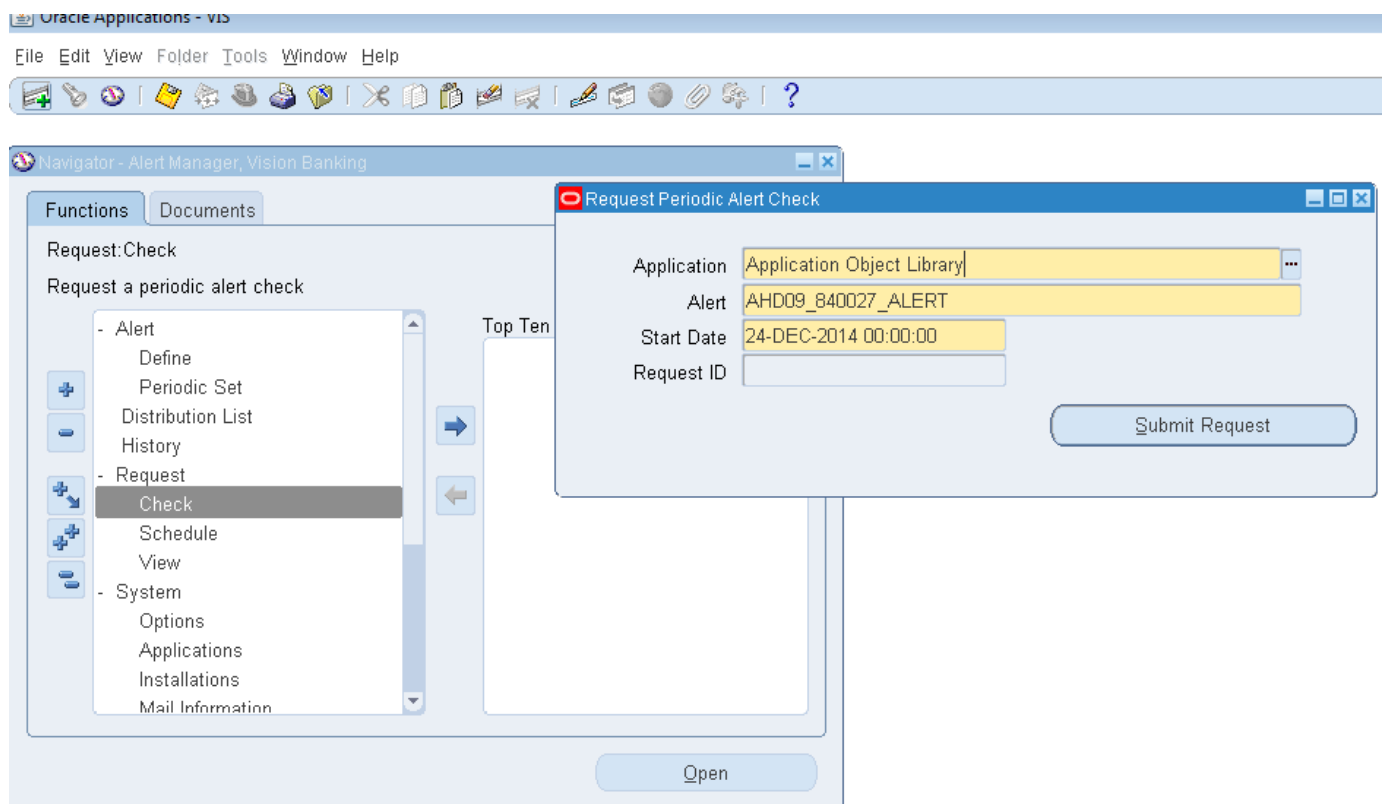 Oracle Applications - VIS
File Edit View Folder Tools Window Help
Navigator - Alert Manager, Vision Banking
Functions Documents
Request:Check
Request a periodic alert check
- Alert
Define
Periodic Set
Distribution List
History
- Request
Check
Schedule
View
- System
Options
Applications
Installations
Mail Information
Top Ten
Open
Request Periodic Alert Check
Application Application Object Library
Alert AHD09_840027_ALERT
Start Date 24-DEC-2014 00:00:00
Request ID
Submit Request